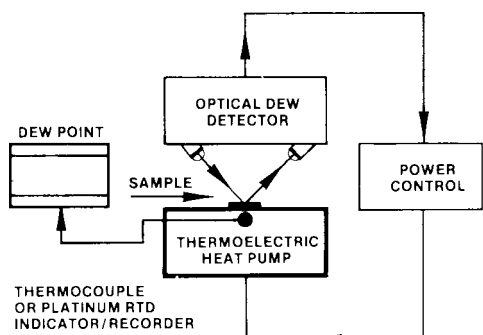 OPTICAL DEW
DETECTOR
DEW POINT
SAMPLE
POWER
CONTROL
THERMOELECTRIC
HEAT PUMP
THERMOCOUPLE
OR PLATINUM RTD
INDICATOR/RECORDER